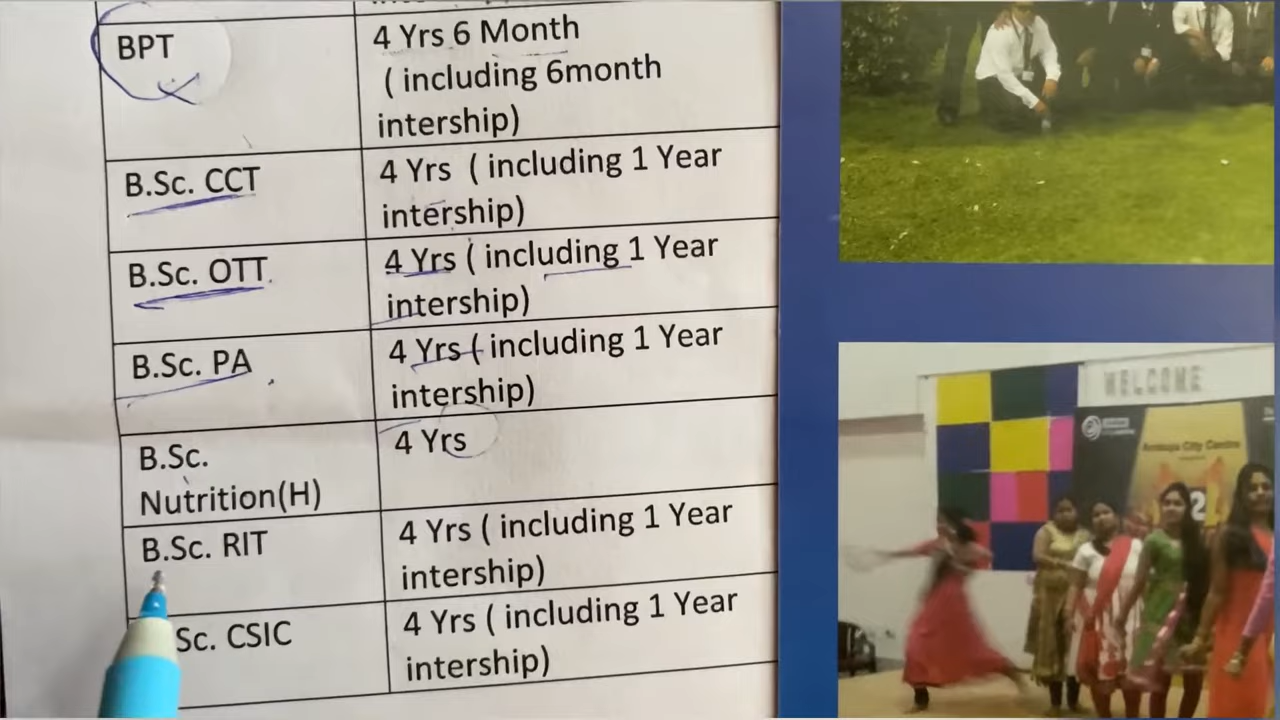 BPT
4 Yrs 6 Month
( including 6month
intership)
B.Sc. CCT
4 Yrs ( including 1 Year
intership)
B.Sc. OTT
4 Yrs ( including 1 Year
intership)
B.Sc. PA
4 Yrs ( including 1 Year
intership)
B.Sc.
Nutrition(H)
4 Yrs
B.Sc. RIT
4 Yrs ( including 1 Year
intership)
Sc. CSIC
4 Yrs ( including 1 Year
intership)
WELCOME
City Centre